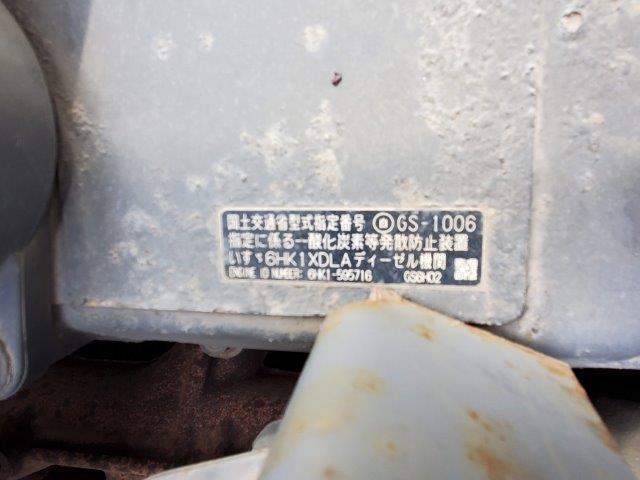 国土交通省型式指定番号 自 GS-1006
指定に係る一酸化炭素等発散防止装置
いすゞ6HK1XDLAディーゼル機関
ENGINE ID NUMBER: 6HK1-595716 GS6H02